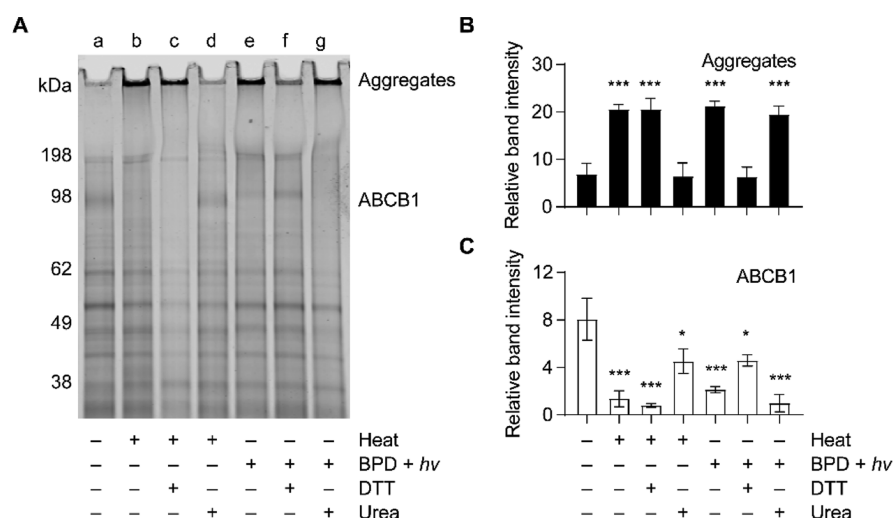 A
a b c d e f g
kDa
Aggregates
198
98
ABCB1
62
49
38
– + + + – – – Heat
– – – – + + + BPD + hv
– – + – – + – DTT
– – – + – – + Urea
B
Aggregates
Relative band intensity
30
20
10
0
*** *** *** ***
C
ABCB1
Relative band intensity
12
8
4
0
*** *** * *** * ***
– + + + – – – Heat
– – – – + + + BPD + hv
– – + – – + – DTT
– – – + – – + Urea